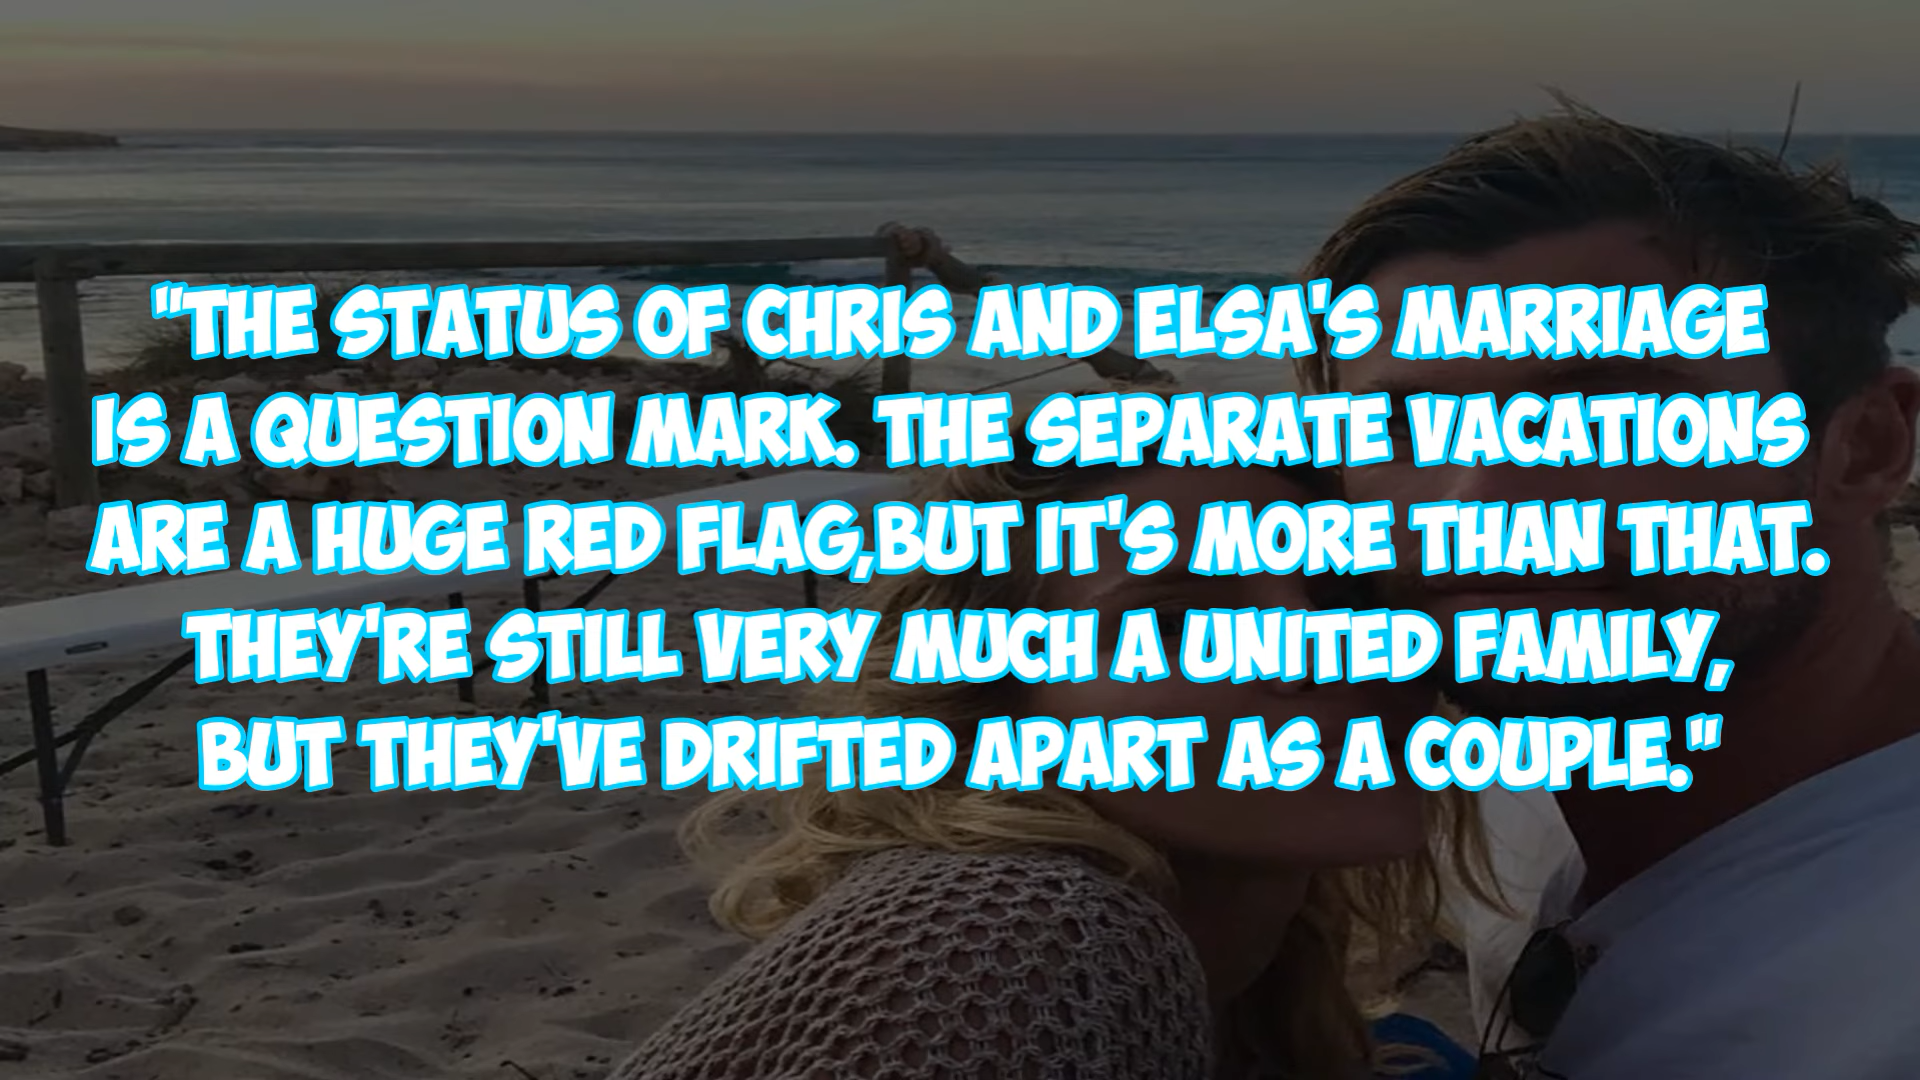 "THE STATUS OF CHRIS AND ELSA'S MARRIAGE
IS A QUESTION MARK. THE SEPARATE VACATIONS
ARE A HUGE RED FLAG,BUT IT'S MORE THAN THAT.
THEY'RE STILL VERY MUCH A UNITED FAMILY,
BUT THEY'VE DRIFTED APART AS A COUPLE."